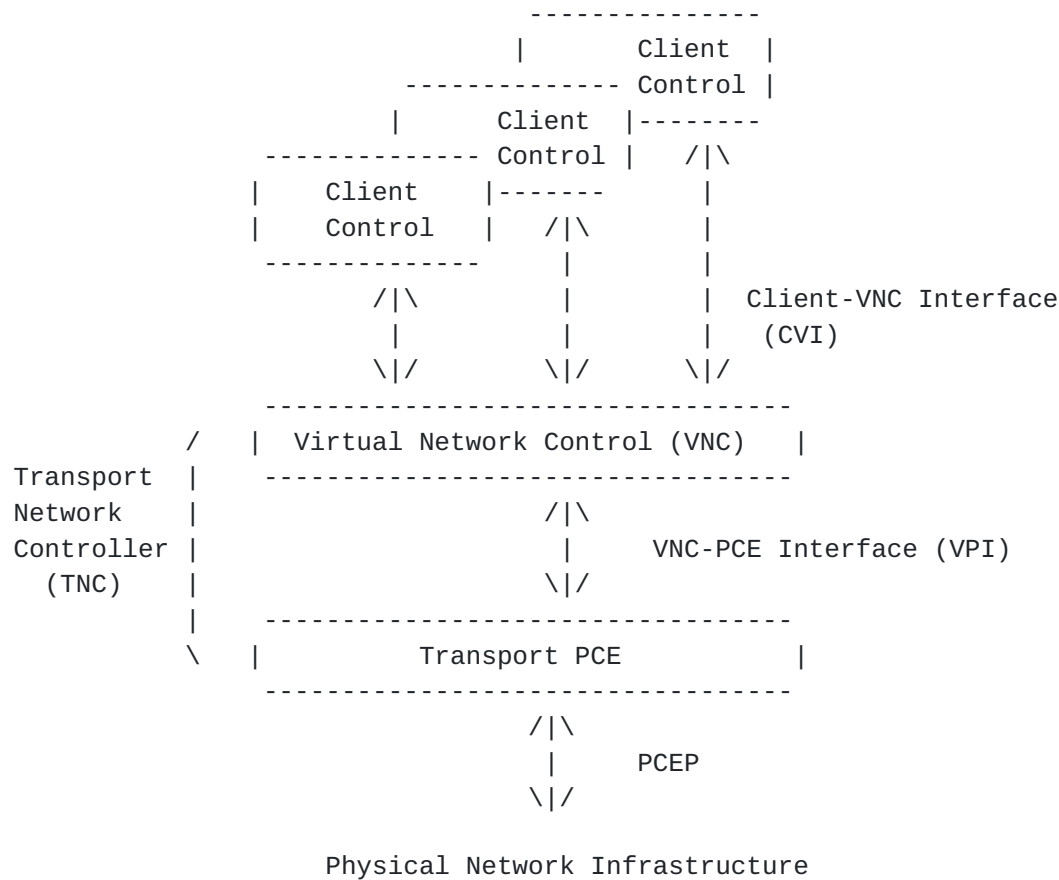 Client
Control
Client
Control
Client
Control
Client-VNC Interface
(CVI)
Virtual Network Control (VNC)
Transport
Network
Controller
(TNC)
VNC-PCE Interface (VPI)
Transport PCE
PCEP
Physical Network Infrastructure